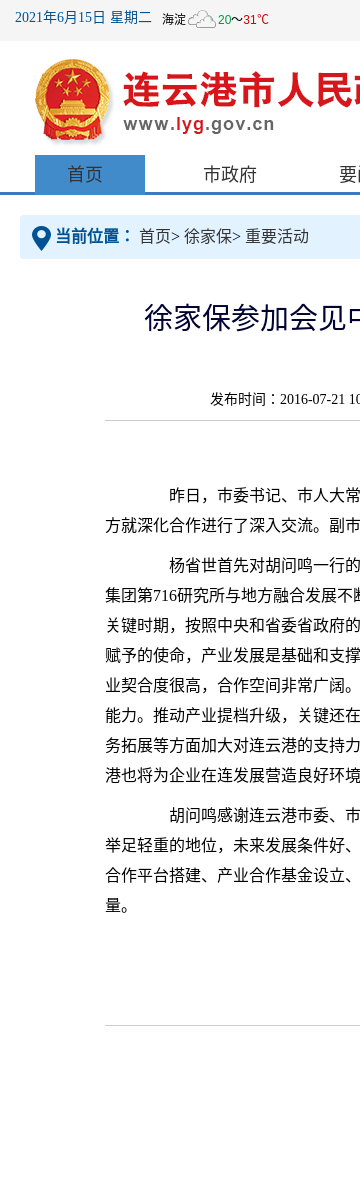 2021年6月15日 星期二 海淀 20～31℃
连云港市人民政
www.lyg.gov.cn
首页 市政府 要闻
当前位置： 首页> 徐家保> 重要活动
徐家保参加会见中
发布时间：2016-07-21 10
昨日，市委书记、市人大常
方就深化合作进行了深入交流。副市
杨省世首先对胡问鸣一行的
集团第716研究所与地方融合发展不断
关键时期，按照中央和省委省政府的
赋予的使命，产业发展是基础和支撑
业契合度很高，合作空间非常广阔。
能力。推动产业提档升级，关键还在
务拓展等方面加大对连云港的支持力
港也将为企业在连发展营造良好环境
胡问鸣感谢连云港市委、市
举足轻重的地位，未来发展条件好、
合作平台搭建、产业合作基金设立、
量。